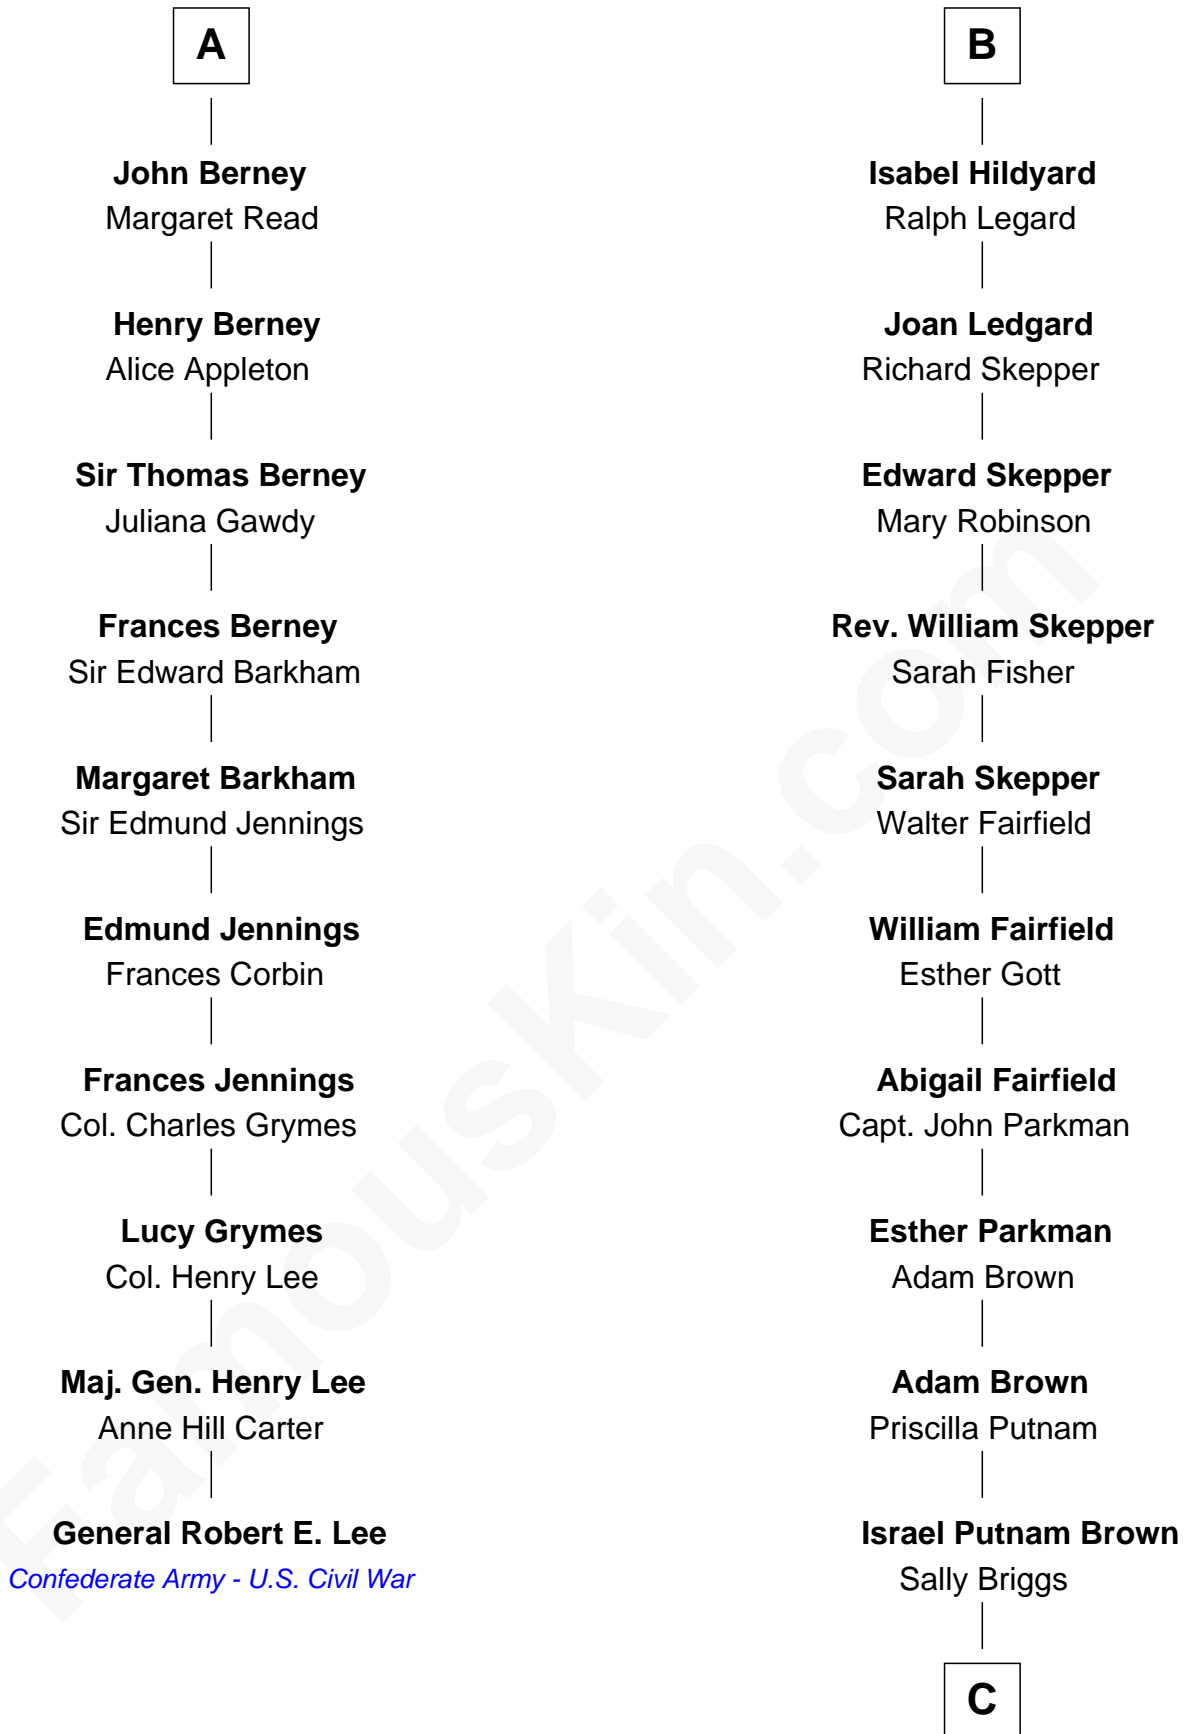 A
John Berney
Margaret Read
Henry Berney
Alice Appleton
Sir Thomas Berney
Juliana Gawdy
Frances Berney
Sir Edward Barkham
Margaret Barkham
Sir Edmund Jennings
Edmund Jennings
Frances Corbin
Frances Jennings
Col. Charles Grymes
Lucy Grymes
Col. Henry Lee
Maj. Gen. Henry Lee
Anne Hill Carter
General Robert E. Lee
Confederate Army - U.S. Civil War
B
Isabel Hildyard
Ralph Legard
Joan Ledgard
Richard Skepper
Edward Skepper
Mary Robinson
Rev. William Skepper
Sarah Fisher
Sarah Skepper
Walter Fairfield
William Fairfield
Esther Gott
Abigail Fairfield
Capt. John Parkman
Esther Parkman
Adam Brown
Adam Brown
Priscilla Putnam
Israel Putnam Brown
Sally Briggs
C
FamousKin.com